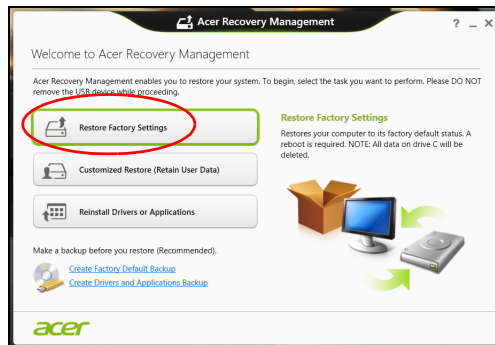 Acer Recovery Management
? _ X
Welcome to Acer Recovery Management
Acer Recovery Management enables you to restore your system. To begin, select the task you want to perform. Please DO NOT
remove the USB device while proceeding.
Restore Factory Settings
Customized Restore (Retain User Data)
Reinstall Drivers or Applications
Restore Factory Settings
Restores your computer to its factory default status. A
reboot is required. NOTE: All data on drive C will be
deleted.
Make a backup before you restore (Recommended).
Create Factory Default Backup
Create Drivers and Applications Backup
acer